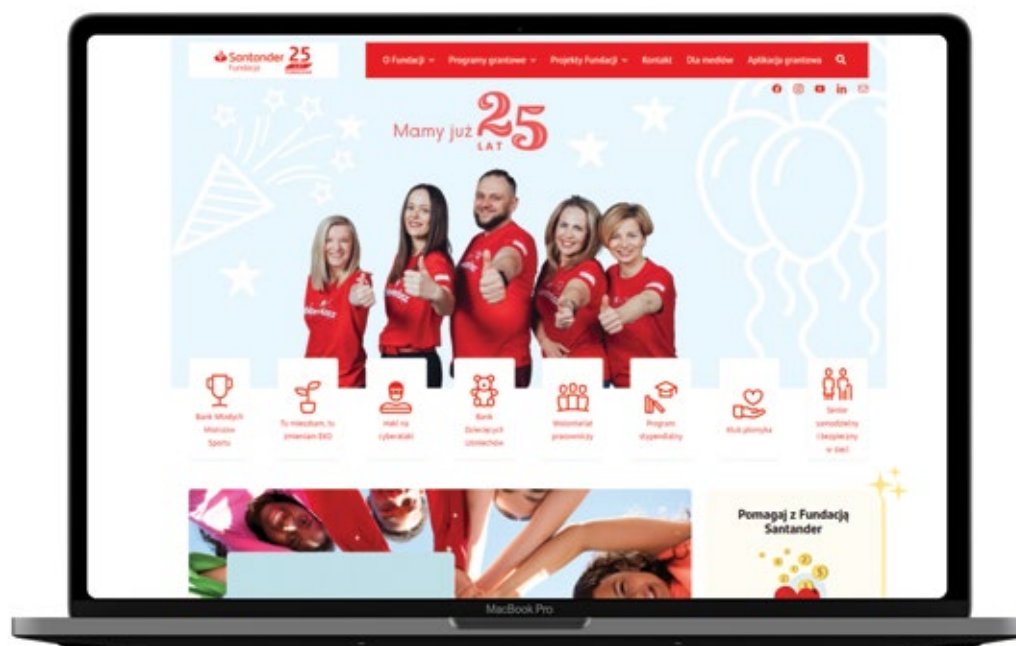 Santander
Fundacja
25
O Fundacji
Programy grantowe
Projekty Fundacji
Kontakt
Dla mediów
Aplikacja grantowa
Mamy już 25
LAT
Bank Młodych
Mistrzów
Sportu
Tu mieszkam, tu
zmieniam EKO
Haki na
cyberataki
Bank
Dziecięcych
Uśmiechów
Wolontariat
pracowniczy
Program
stypendialny
Klub płomyka
Senior
samodzielny
i bezpieczny
w sieci
Pomagaj z Fundacją
Santander
MacBook Pro